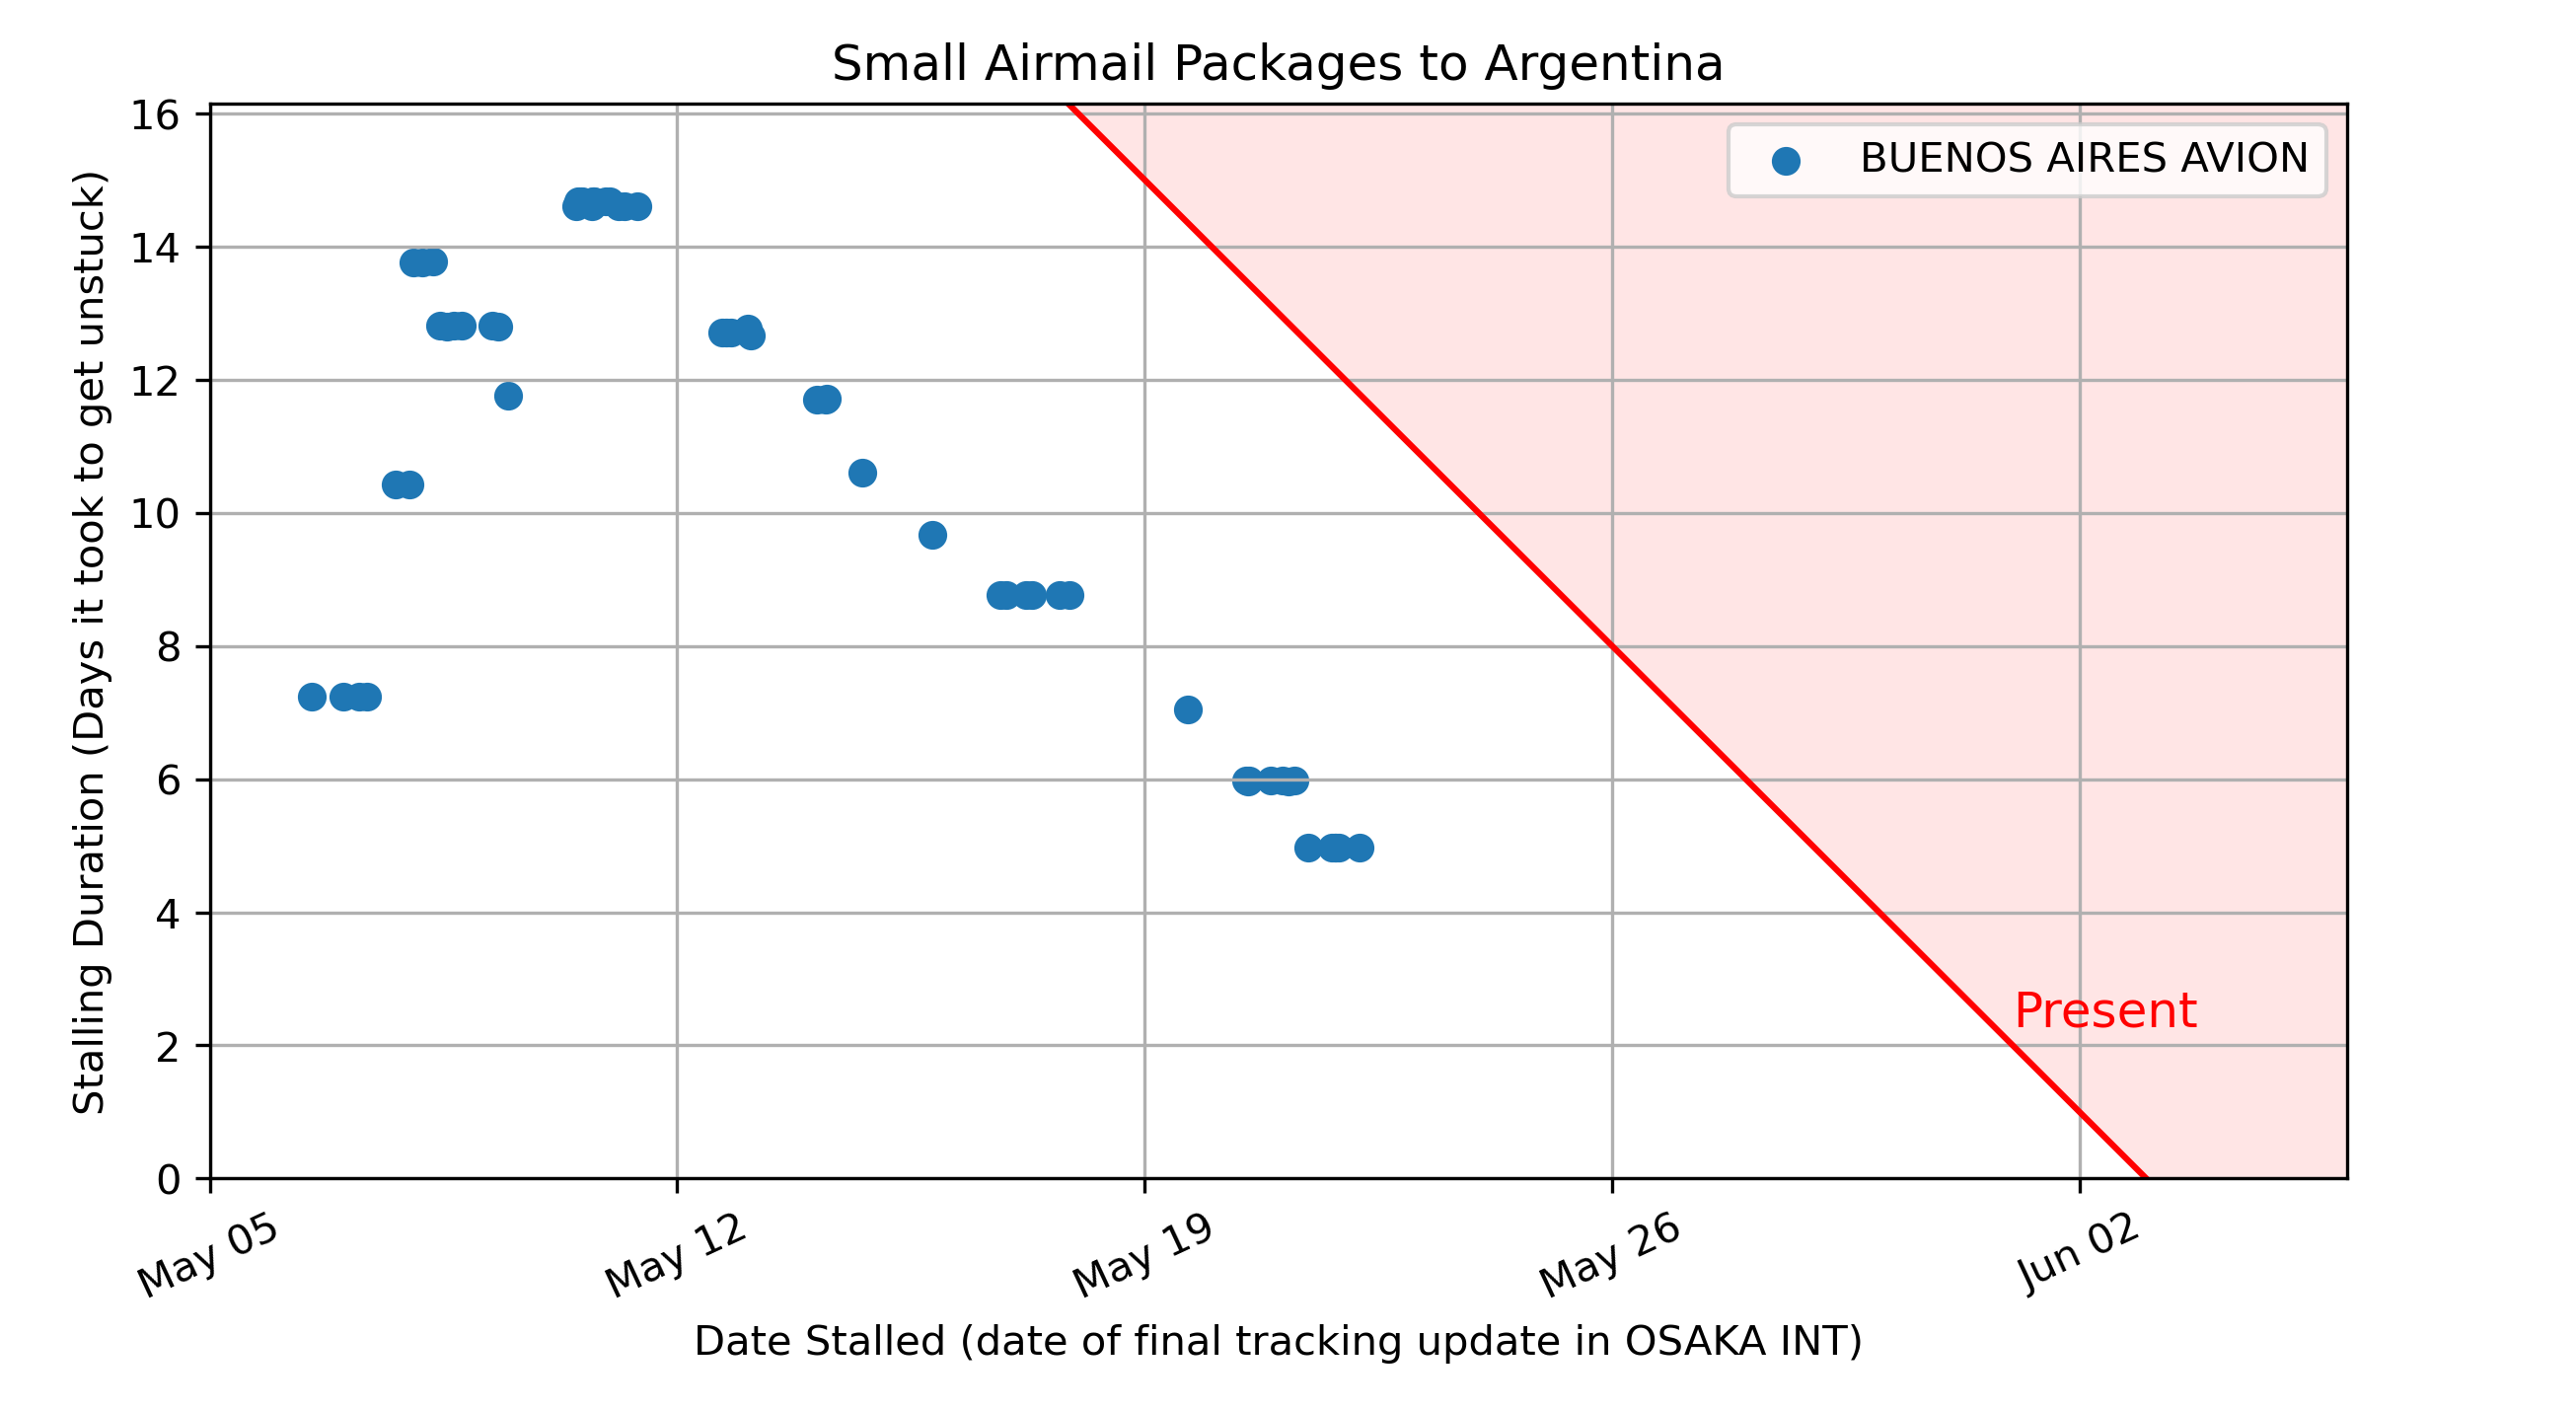 Small Airmail Packages to Argentina
BUENOS AIRES AVION
Stalling Duration (Days it took to get unstuck)
16
14
12
10
8
6
4
2
0
Present
May 05
May 12
May 19
May 26
Jun 02
Date Stalled (date of final tracking update in OSAKA INT)